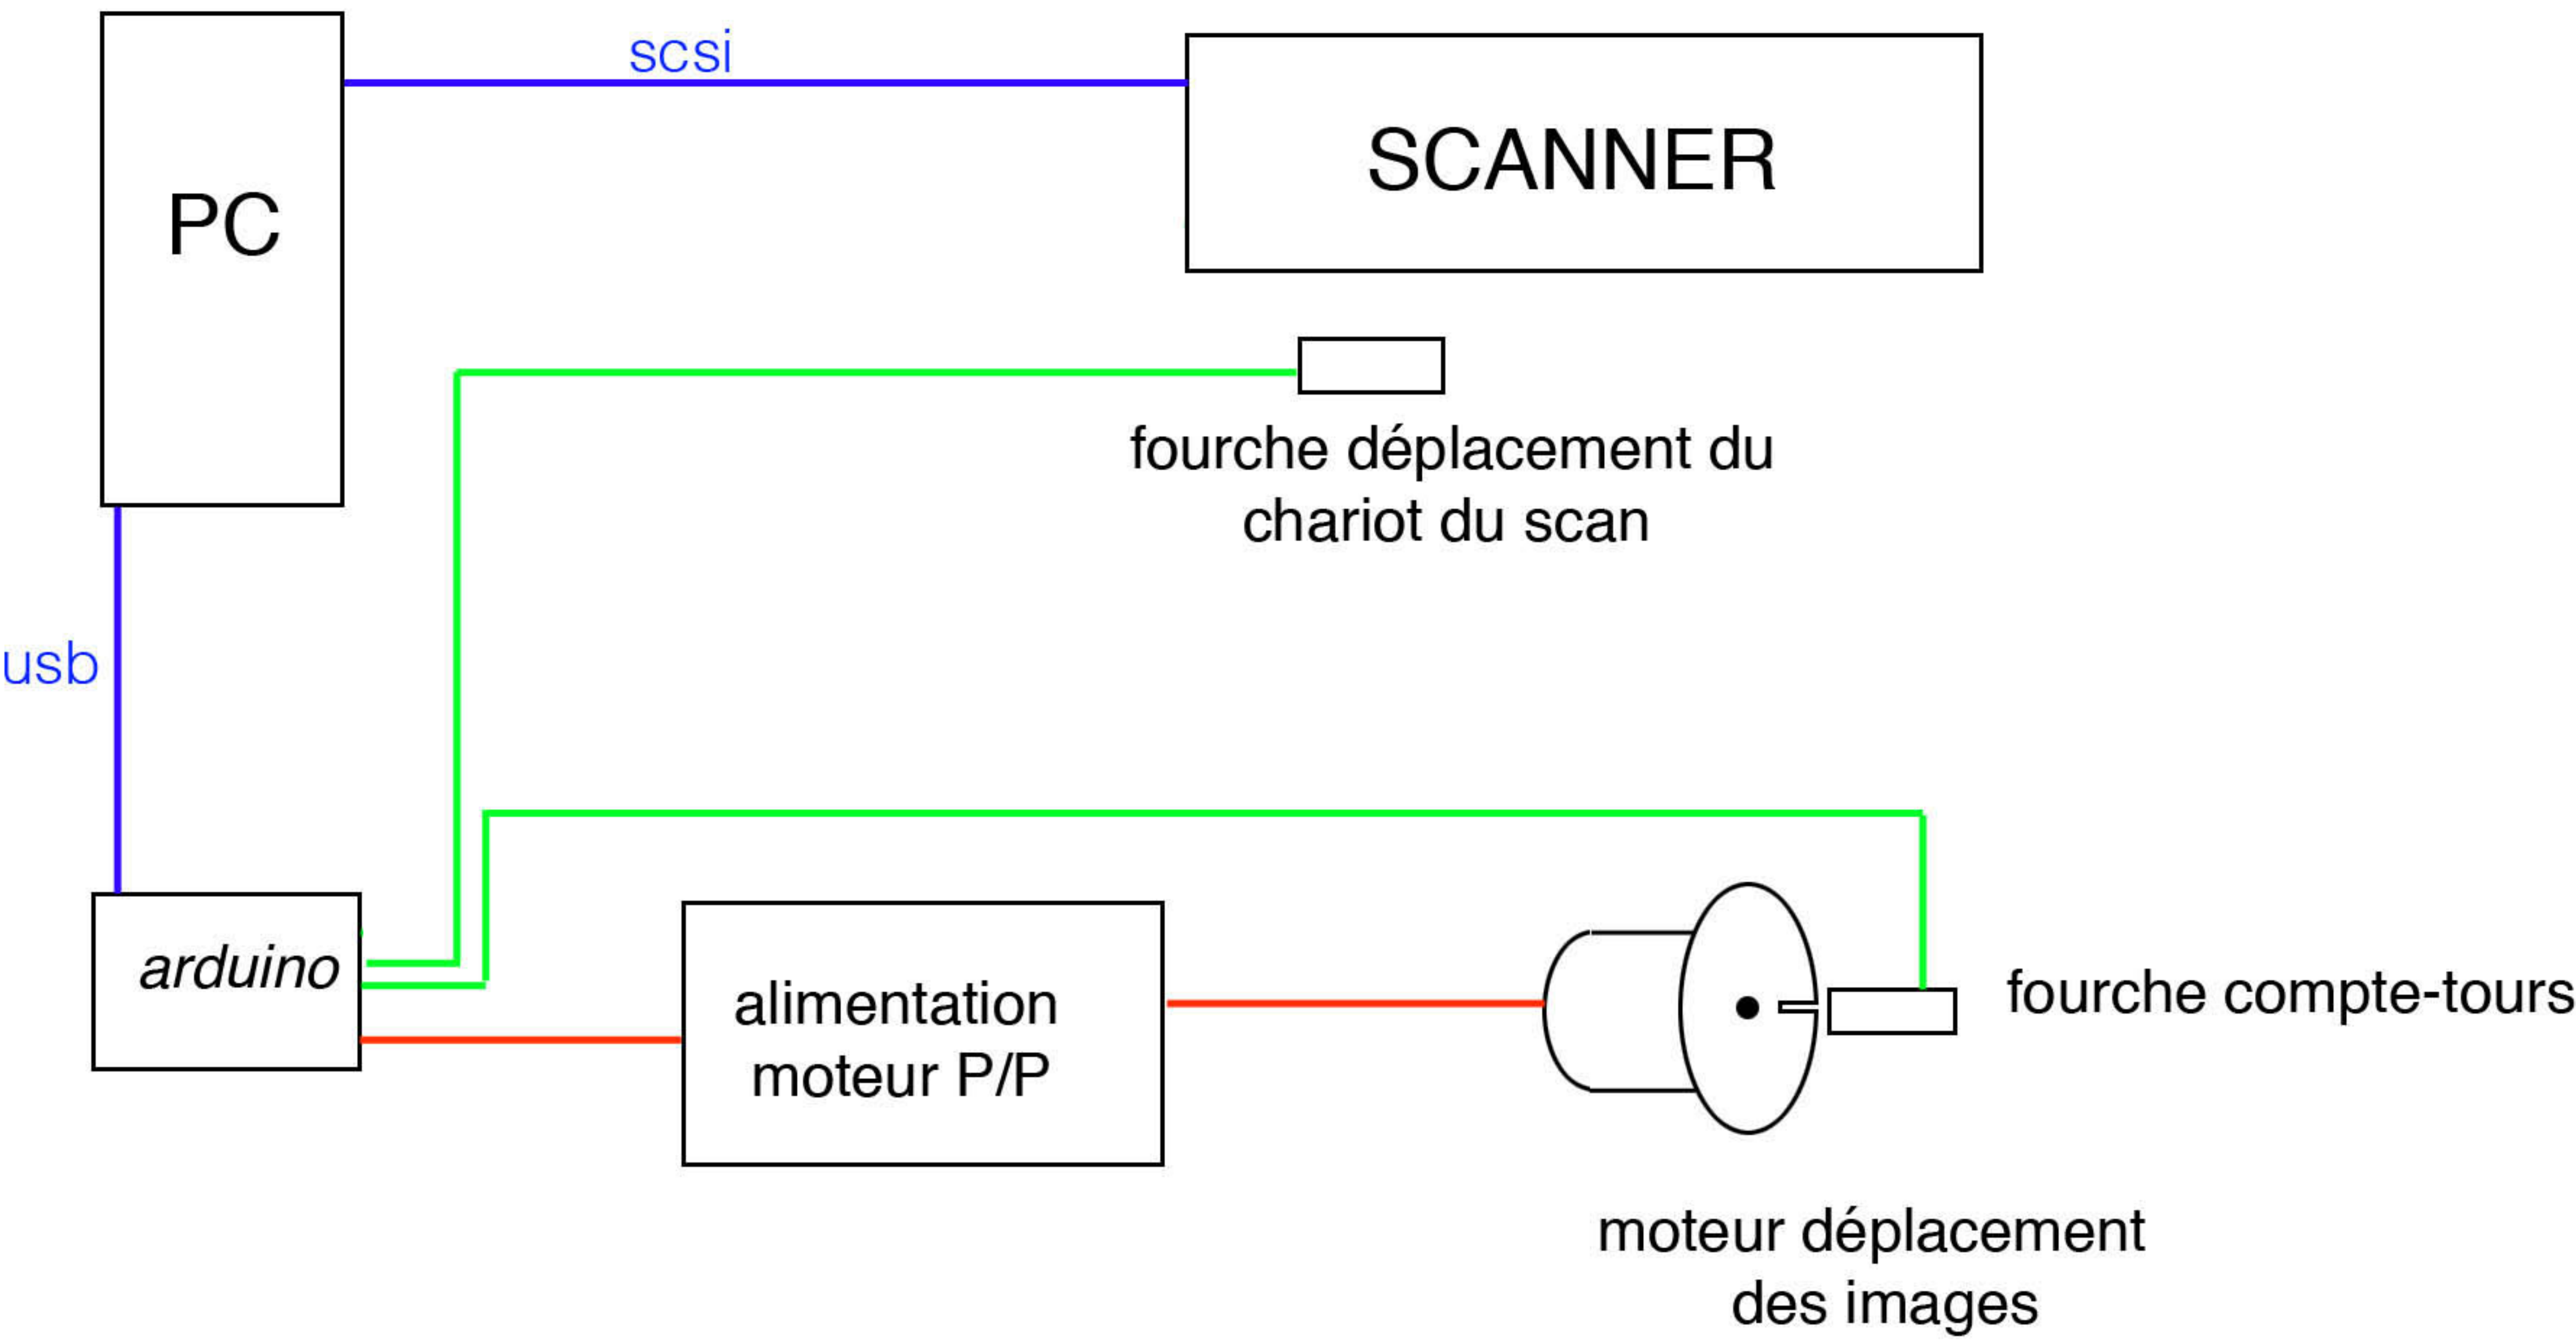 scsi
PC
SCANNER
fourche déplacement du
chariot du scan
usb
arduino
alimentation
moteur P/P
fourche compte-tours
moteur déplacement
des images